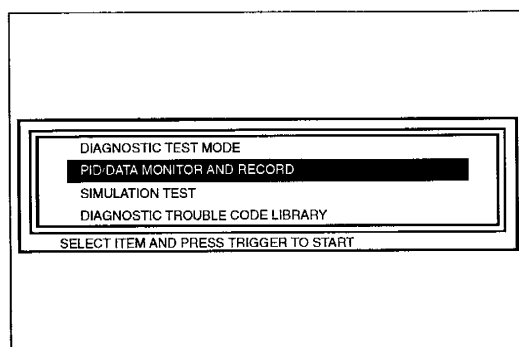 DIAGNOSTIC TEST MODE
PID/DATA MONITOR AND RECORD
SIMULATION TEST
DIAGNOSTIC TROUBLE CODE LIBRARY
SELECT ITEM AND PRESS TRIGGER TO START